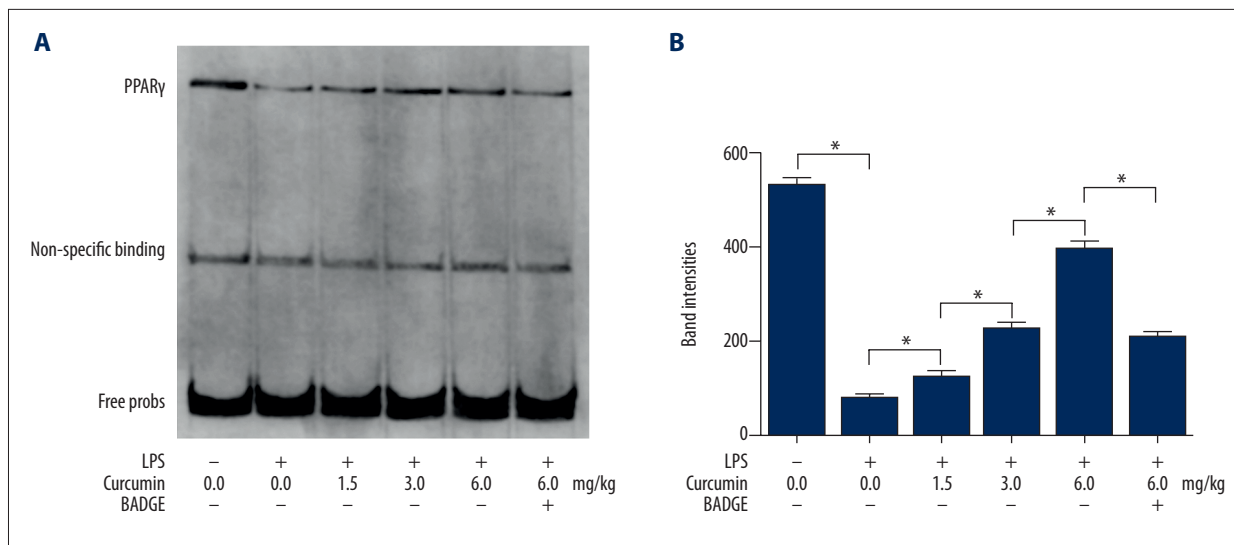 A
PPARγ
Non-specific binding
Free probs
LPS – + + + + +
Curcumin 0.0 0.0 1.5 3.0 6.0 6.0 mg/kg
BADGE – – – – – +
B
600
400
200
0
Band intensities
* * * * *
LPS – + + + + +
Curcumin 0.0 0.0 1.5 3.0 6.0 6.0 mg/kg
BADGE – – – – – +